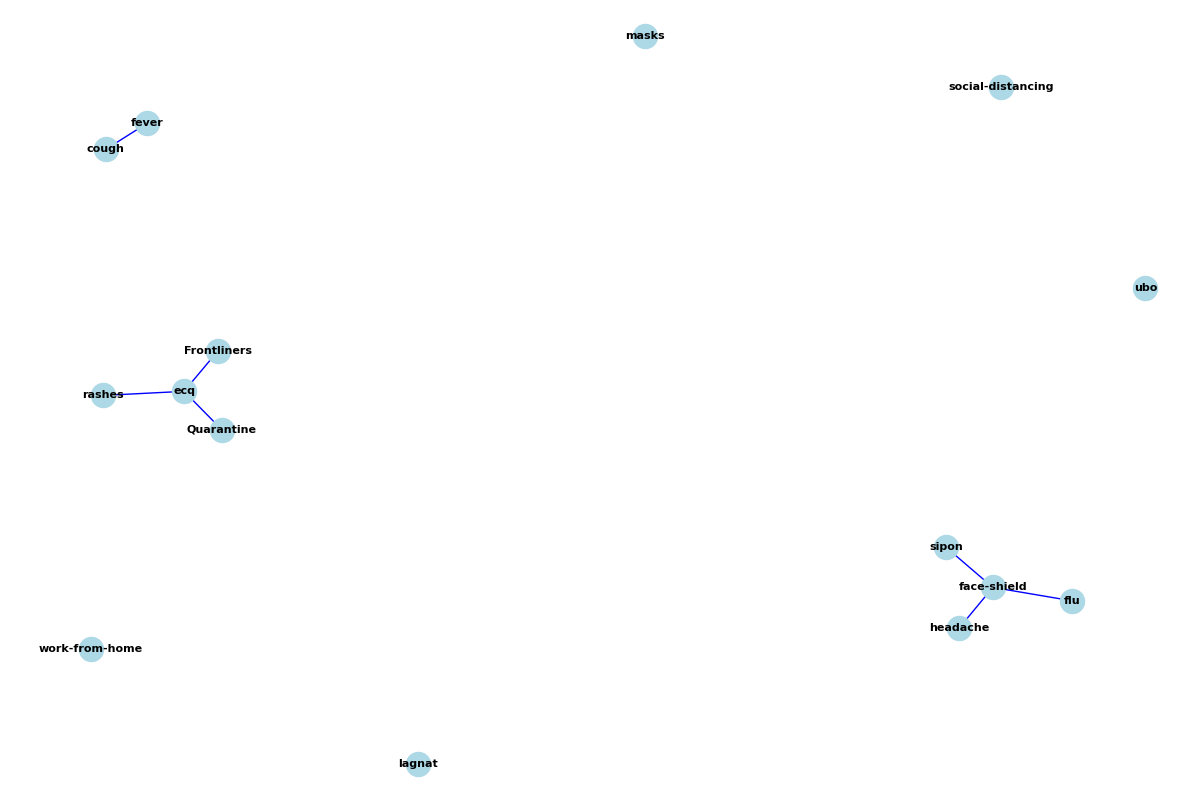 masks
social-distancing
fever
cough
ubo
Frontliners
ecq
rashes
Quarantine
sipon
face-shield
flu
headache
work-from-home
lagnat